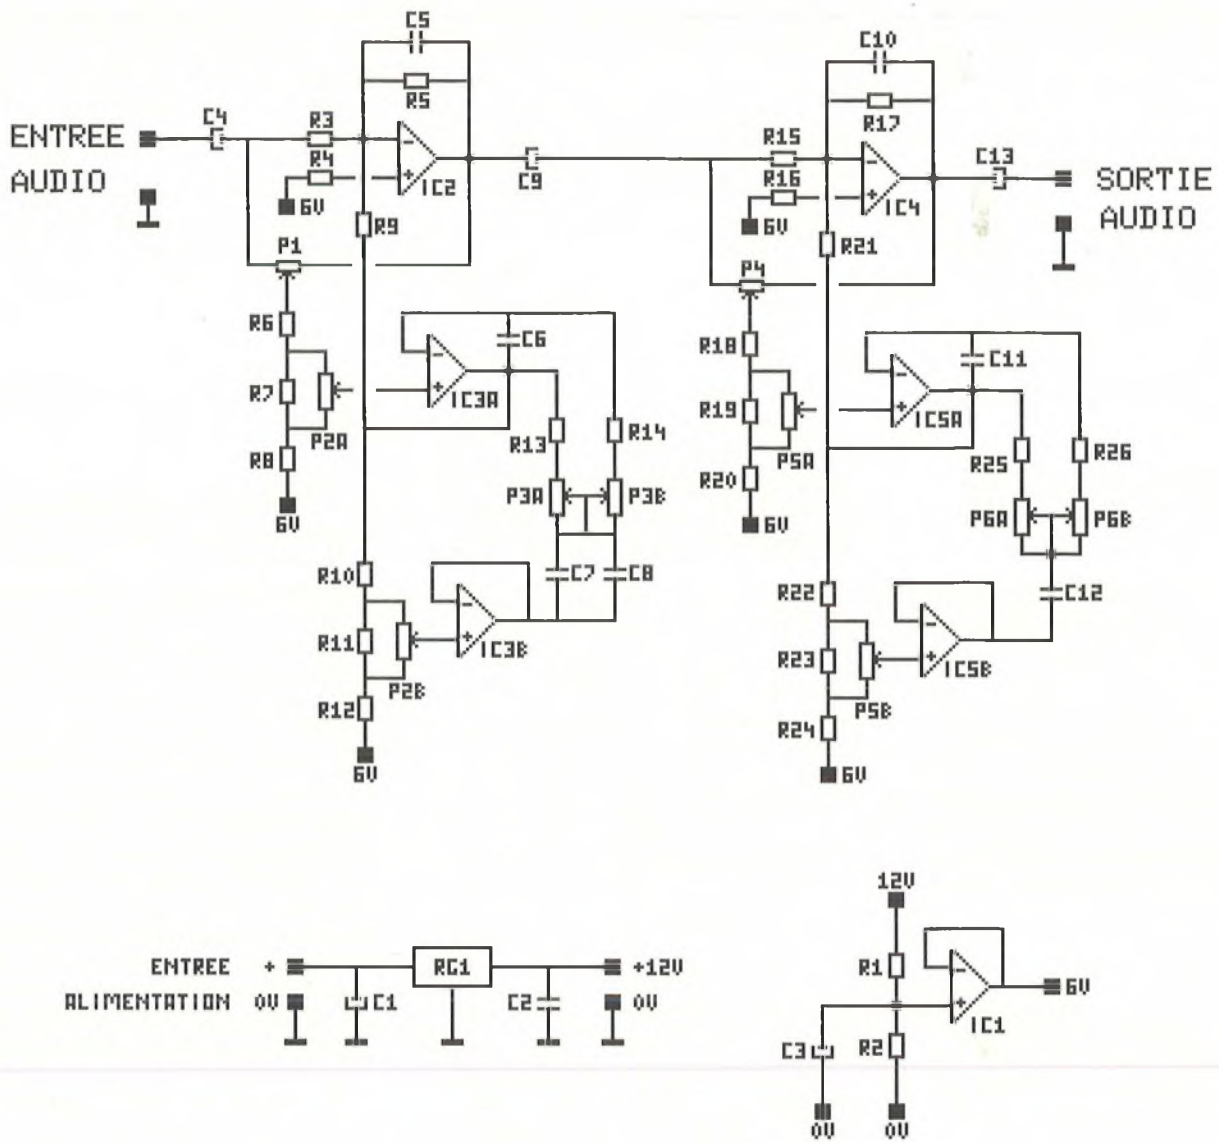 C5
R5
C4
R3
ENTREE
AUDIO
R4
IC2
6V
R9
C9
P1
R6
R7
P2A
R8
6V
C6
IC3A
R13
R14
P3A
P3B
R10
C7
C8
R11
IC3B
P2B
R12
6V
C10
R17
R15
R16
IC4
6V
C13
SORTIE
AUDIO
R21
P4
R18
R19
P5A
R20
6V
C11
IC5A
R25
R26
P6A
P6B
R22
C12
R23
IC5B
P5B
R24
6V
ENTREE +
RG1
+12V
ALIMENTATION 0V
C1
C2
0V
12V
R1
6V
IC1
C3
R2
0V
0V